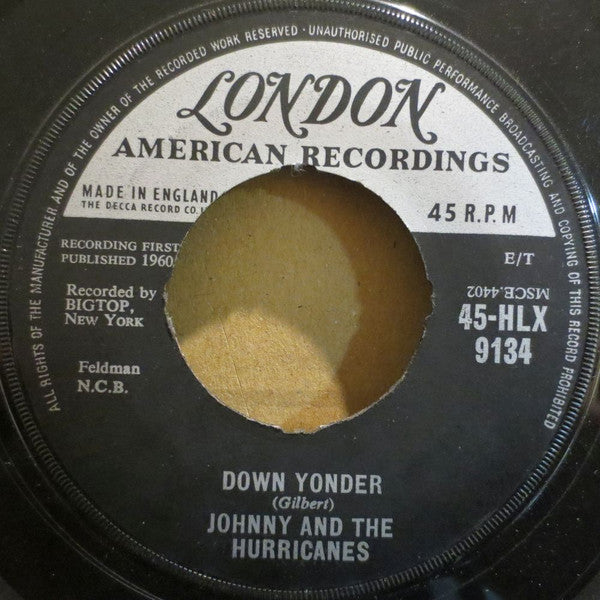 ALL RIGHTS OF THE MANUFACTURER AND OF THE OWNER OF THE RECORDED WORK RESERVED - UNAUTHORISED PUBLIC PERFORMANCE BROADCASTING AND COPYING OF THIS RECORD PROHIBITED
LONDON
AMERICAN RECORDINGS
MADE IN ENGLAND
THE DECCA RECORD CO.
45 R.P.M
RECORDING FIRST
PUBLISHED 1960
E/T
Recorded by
BIGTOP,
NEW YORK
MSCE.4402
45-HLX
9134
Feldman
N.C.B.
DOWN YONDER
(Gilbert)
JOHNNY AND THE
HURRICANES